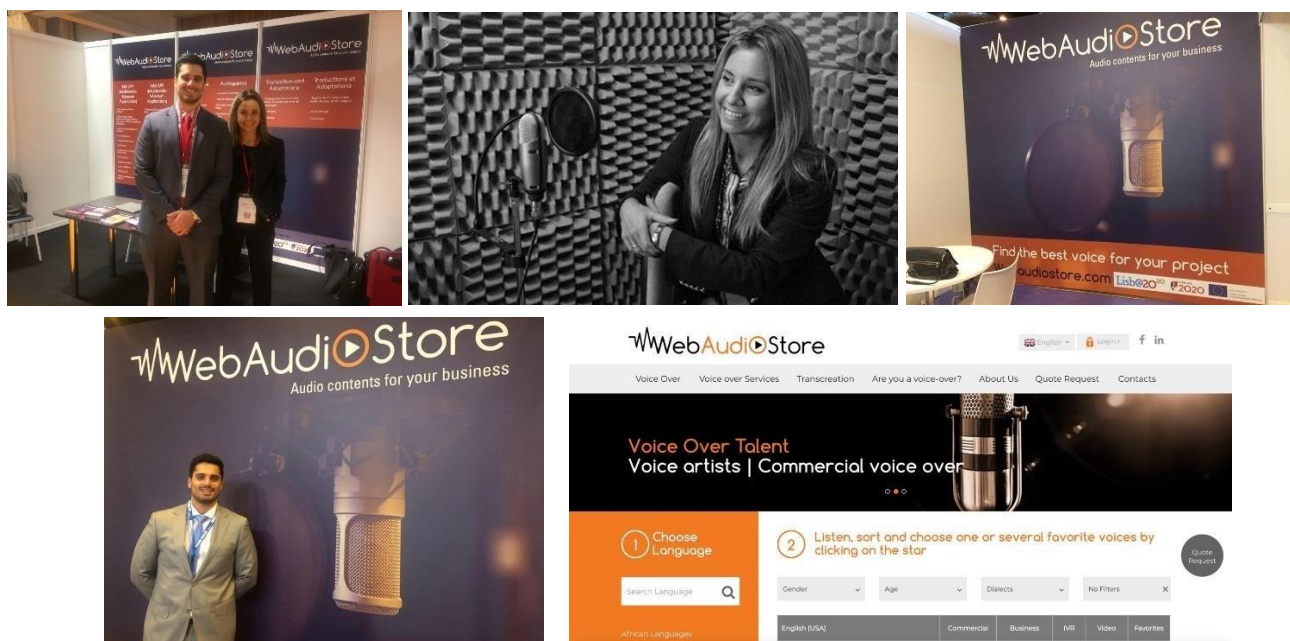 WebAudioStore
WebAudioStore
WebAudioStore
Audioguides
Translation and
Adaptations
Traductions et
Adaptations
WebAudioStore
Audio contents for your business
Find the best voice for your project
audiostore.com Lisb@20²⁰ 2020
WebAudioStore
Audio contents for your business
WebAudioStore
English
Login
f in
Voice Over Voice over Services Transcreation Are you a voice-over? About Us Quote Request Contacts
Voice Over Talent
Voice artists | Commercial voice over
1 Choose
Language
Search Language
African Languages
2 Listen, sort and choose one or several favorite voices by
clicking on the star
Gender Age Dialects No Filters X
English (USA) Commercial Business IVR Video Favorites
Quote
Request